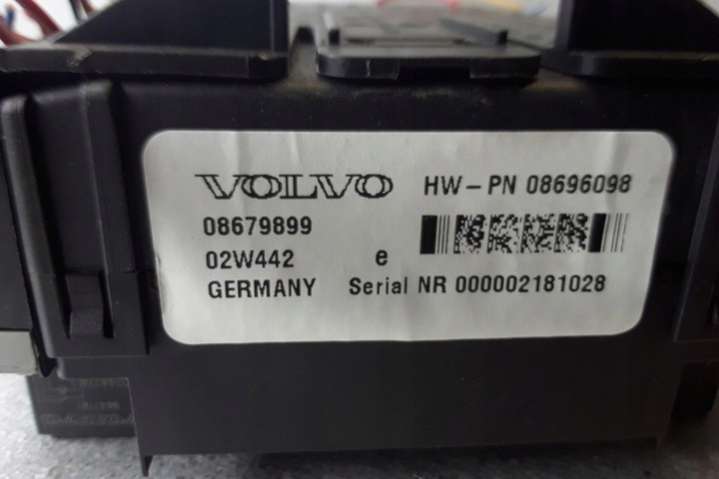 VOLVO HW-PN 08696098
08679899
02W442 e
GERMANY Serial NR 000002181028